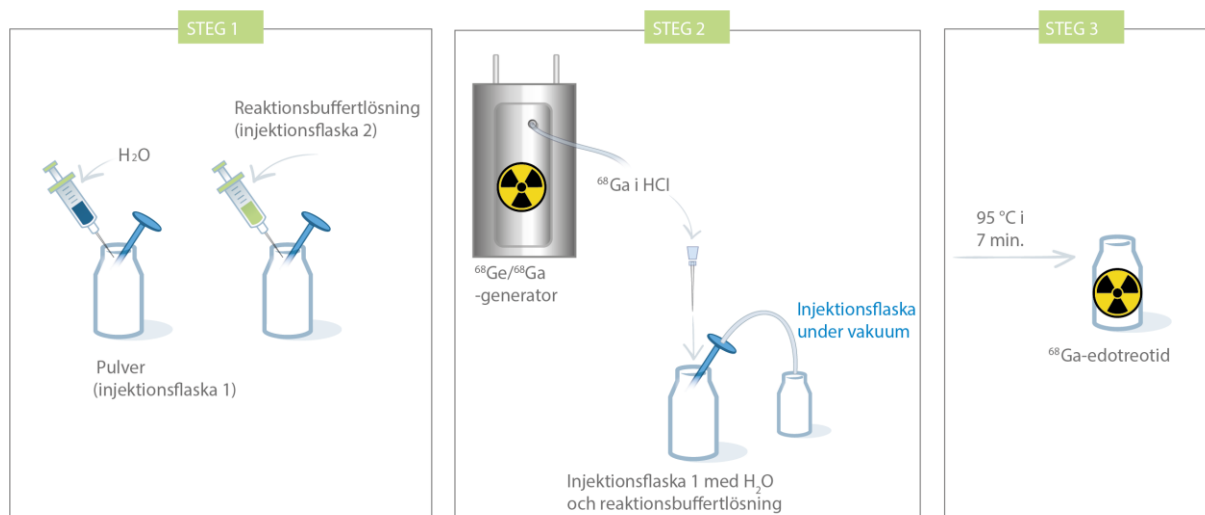 STEG 1
Reaktionsbuffertlösning
(injektionsflaska 2)
H₂O
Pulver
(injektionsflaska 1)
STEG 2
⁶⁸Ga i HCl
⁶⁸Ge/⁶⁸Ga
-generator
Injektionsflaska
under vakuum
Injektionsflaska 1 med H₂O
och reaktionsbuffertlösning
STEG 3
95 °C i
7 min.
⁶⁸Ga-edotreotid